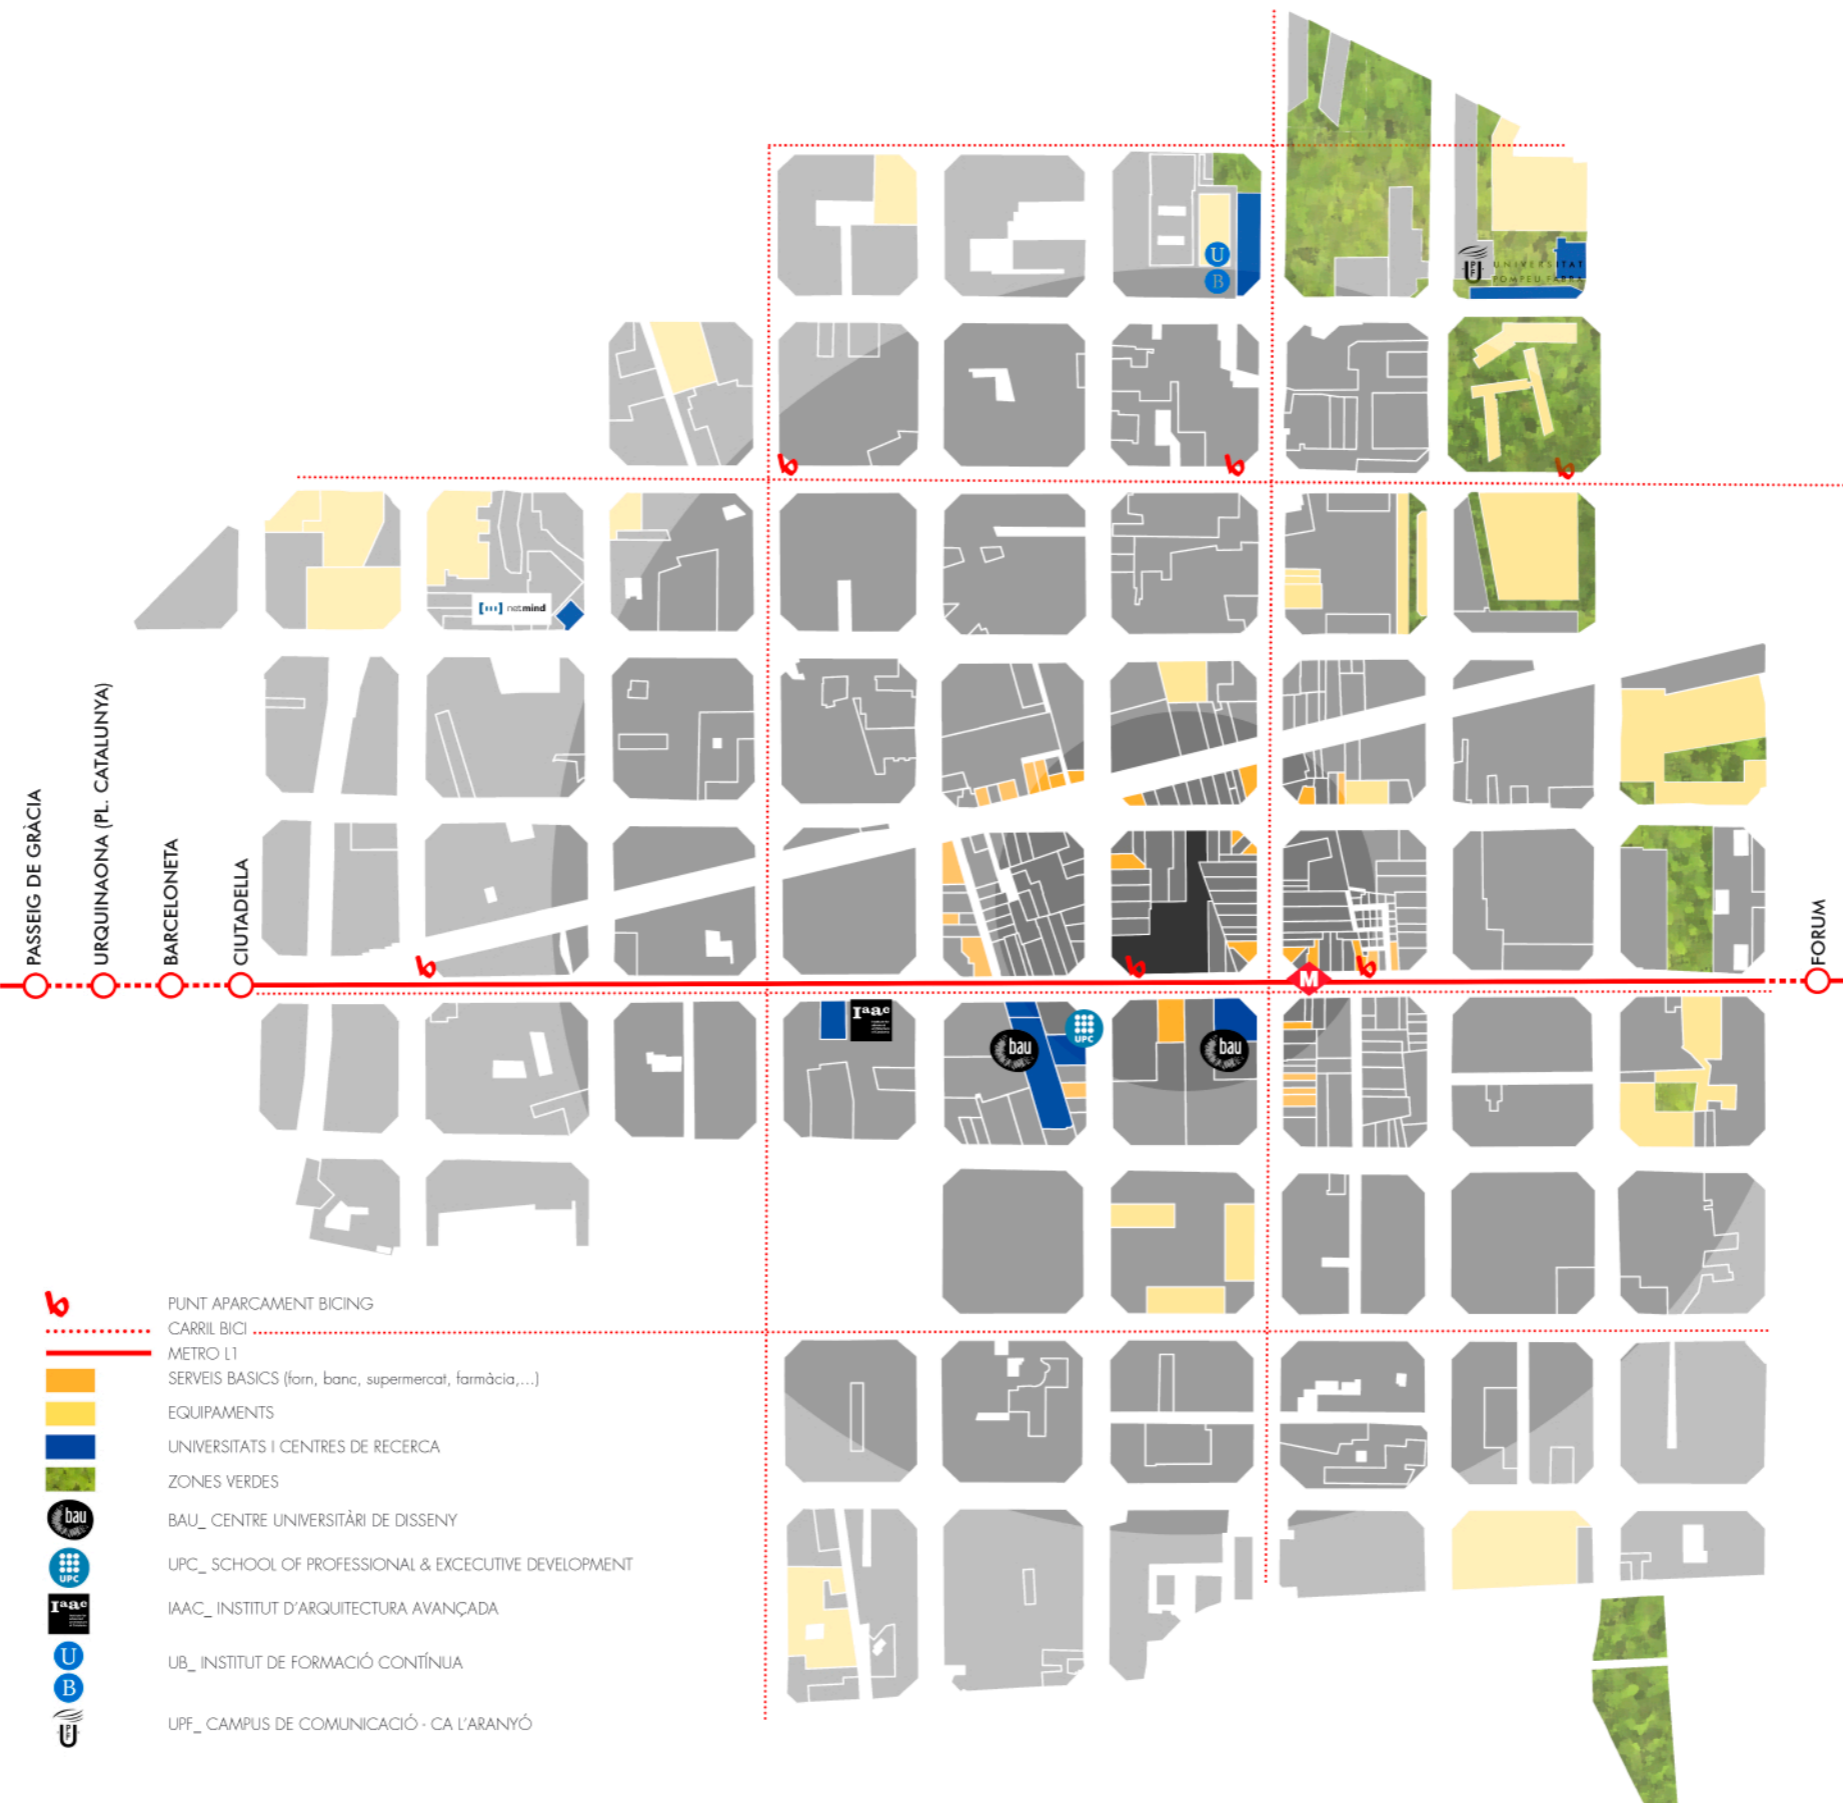 U
B
UNIVERSITAT
POMPEU FABRA
[...] netmind
PASSEIG DE GRÀCIA
URQUINAONA (PL. CATALUNYA)
BARCELONETA
CIUTADELLA
FORUM
M
Iaac
bau
UPC
bau
PUNT APARCAMENT BICING
CARRIL BICI
METRO L1
SERVEIS BASICS (forn, banc, supermercat, farmàcia,...)
EQUIPAMENTS
UNIVERSITATS I CENTRES DE RECERCA
ZONES VERDES
bau
BAU_ CENTRE UNIVERSITÀRI DE DISSENY
UPC
UPC_ SCHOOL OF PROFESSIONAL & EXCECUTIVE DEVELOPMENT
Iaac
IAAC_ INSTITUT D'ARQUITECTURA AVANÇADA
U
B
UB_ INSTITUT DE FORMACIÓ CONTÍNUA
UPF_ CAMPUS DE COMUNICACIÓ - CA L'ARANYÓ